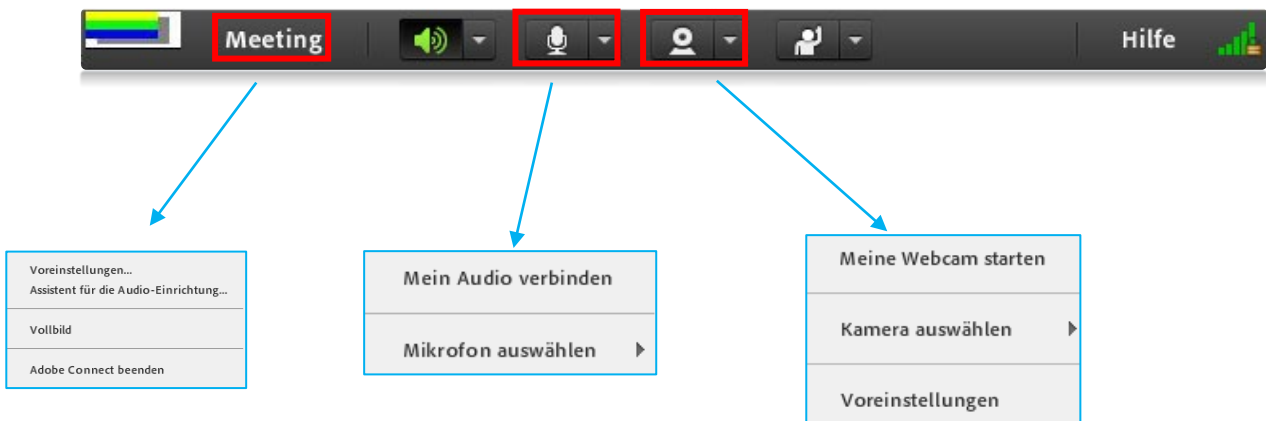 Meeting
Hilfe
Voreinstellungen...
Assistent für die Audio-Einrichtung...
Vollbild
Adobe Connect beenden
Mein Audio verbinden
Mikrofon auswählen
Meine Webcam starten
Kamera auswählen
Voreinstellungen